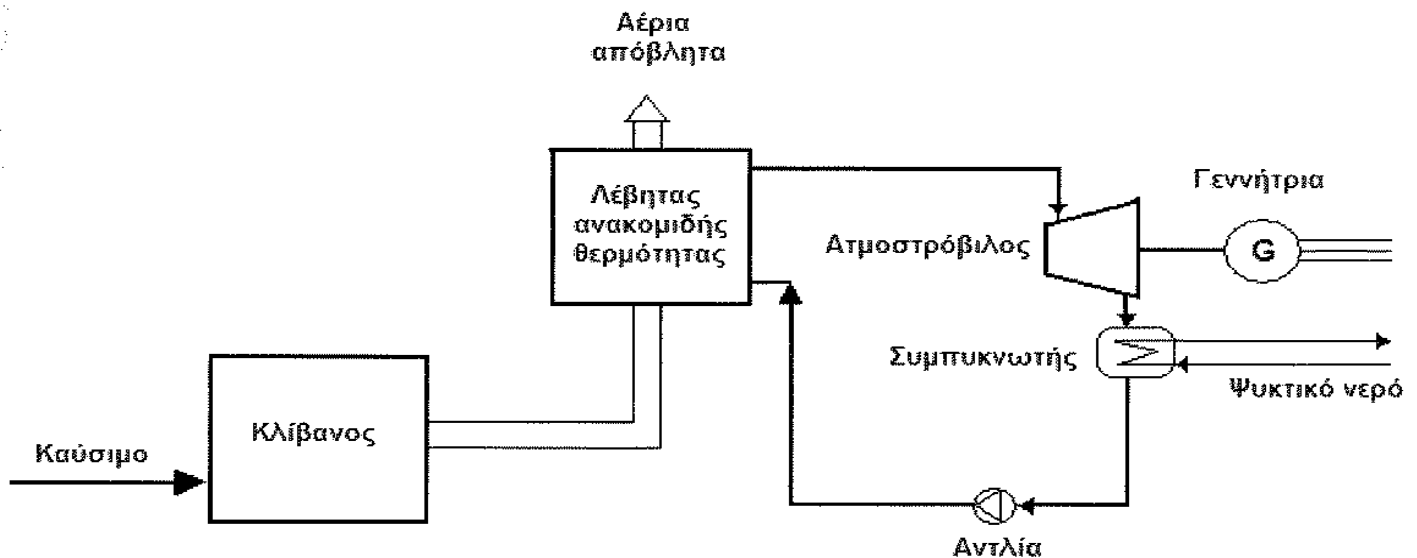 Αέρια
απόβλητα
Λέβητας
ανακομιδής
θερμότητας
Γεννήτρια
Ατμοστρόβιλος
G
Συμπυκνωτής
Ψυκτικό νερό
Κλίβανος
Καύσιμο
Αντλία